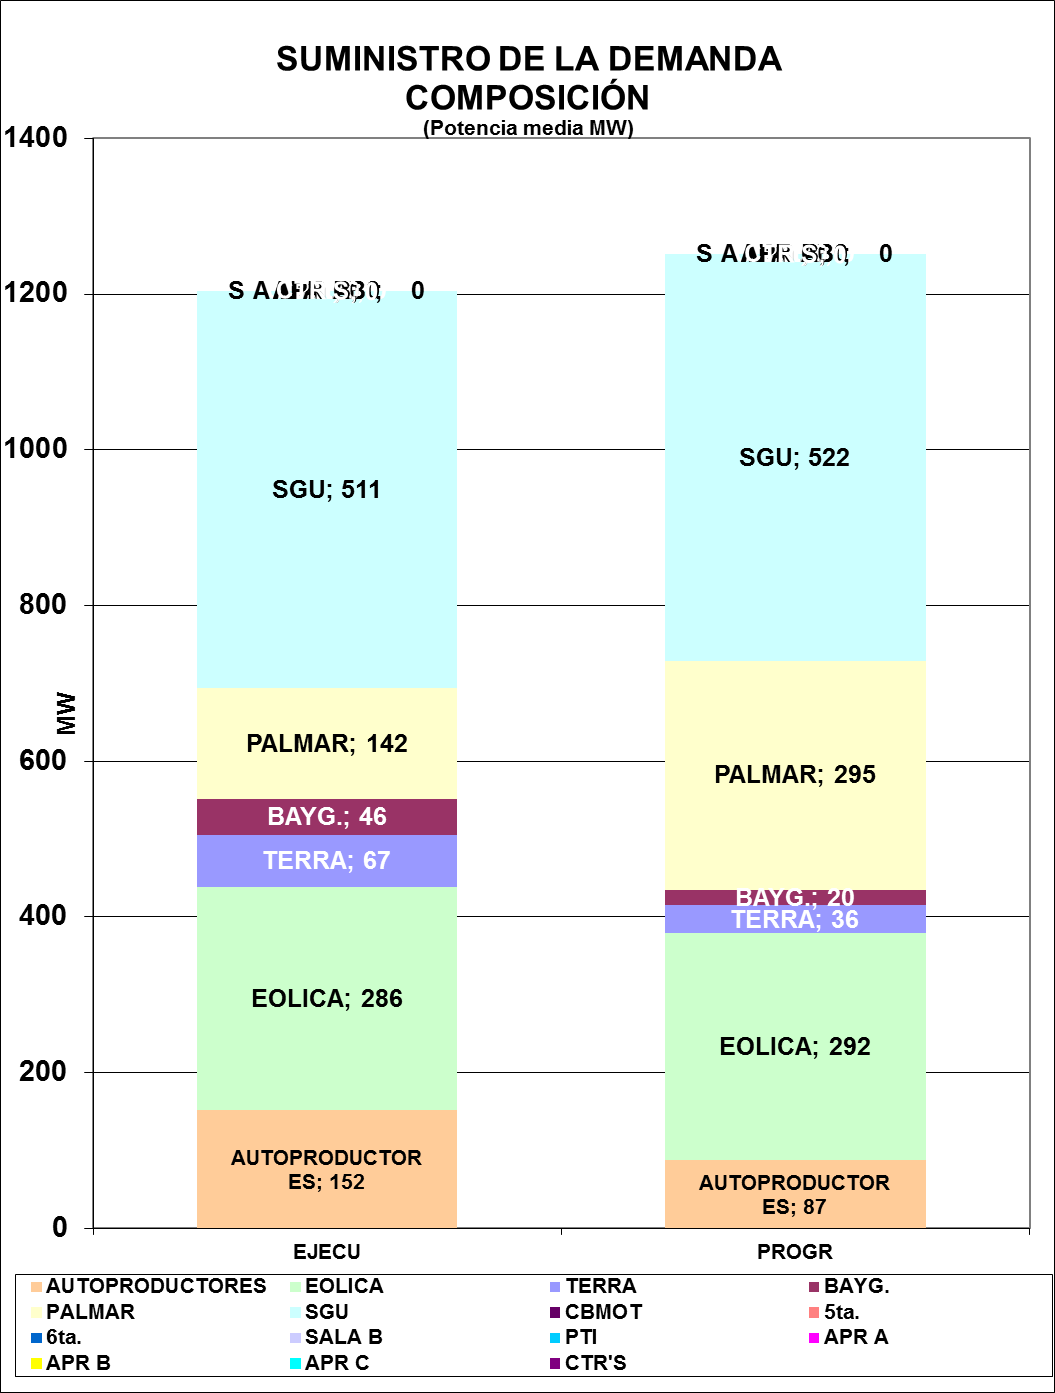 SUMINISTRO DE LA DEMANDA
COMPOSICIÓN
(Potencia media MW)
1400
1200
1000
800
600
400
200
0
MW
0
SGU; 511
PALMAR; 142
BAYG.; 46
TERRA; 67
EOLICA; 286
AUTOPRODUCTOR
ES; 152
0
SGU; 522
PALMAR; 295
BAYG.; 20
TERRA; 36
EOLICA; 292
AUTOPRODUCTOR
ES; 87
EJECU PROGR
AUTOPRODUCTORES EOLICA TERRA BAYG.
PALMAR SGU CBMOT 5ta.
6ta. SALA B PTI APR A
APR B APR C CTR'S